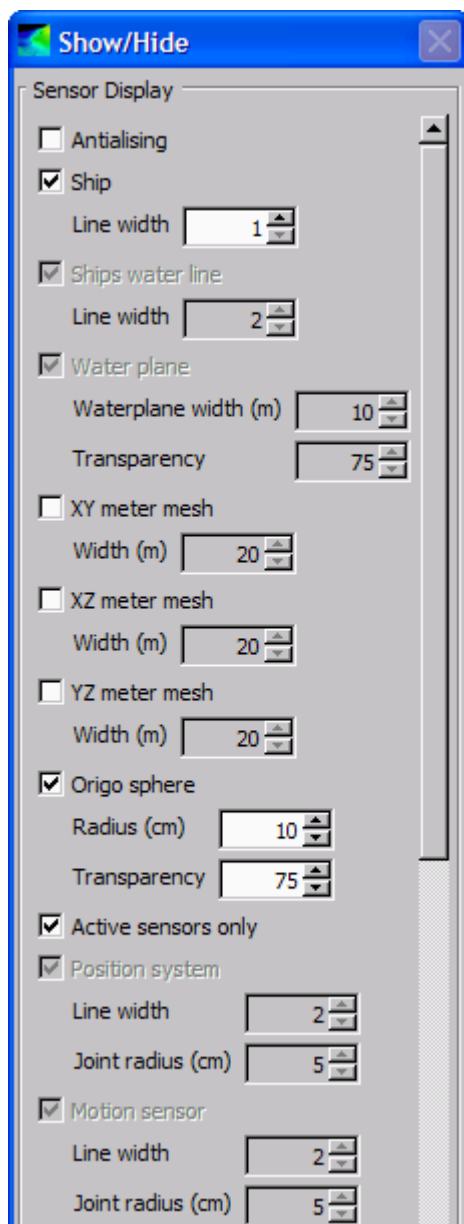 Show/Hide
Sensor Display
Antialising
Ship
Line width 1
Ships water line
Line width 2
Water plane
Waterplane width (m) 10
Transparency 75
XY meter mesh
Width (m) 20
XZ meter mesh
Width (m) 20
YZ meter mesh
Width (m) 20
Origo sphere
Radius (cm) 10
Transparency 75
Active sensors only
Position system
Line width 2
Joint radius (cm) 5
Motion sensor
Line width 2
Joint radius (cm) 5